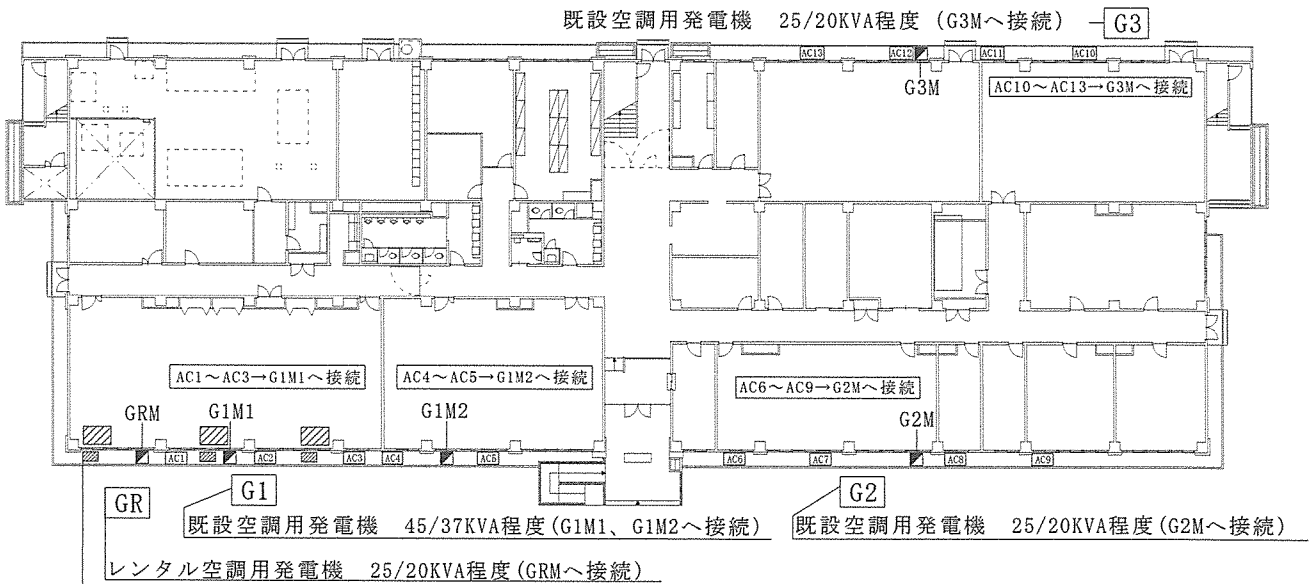 既設空調用発電機 25/20KVA程度 (G3Mへ接続) G3
AC13 AC12 AC11 AC10
G3M
AC10～AC13→G3Mへ接続
AC1～AC3→G1M1へ接続
AC4～AC5→G1M2へ接続
AC6～AC9→G2Mへ接続
GRM G1M1 G1M2 G2M
AC1 AC2 AC3 AC4 AC5 AC6 AC7 AC8 AC9
GR G1 G2
既設空調用発電機 45/37KVA程度(G1M1、G1M2へ接続)
既設空調用発電機 25/20KVA程度(G2Mへ接続)
レンタル空調用発電機 25/20KVA程度(GRMへ接続)